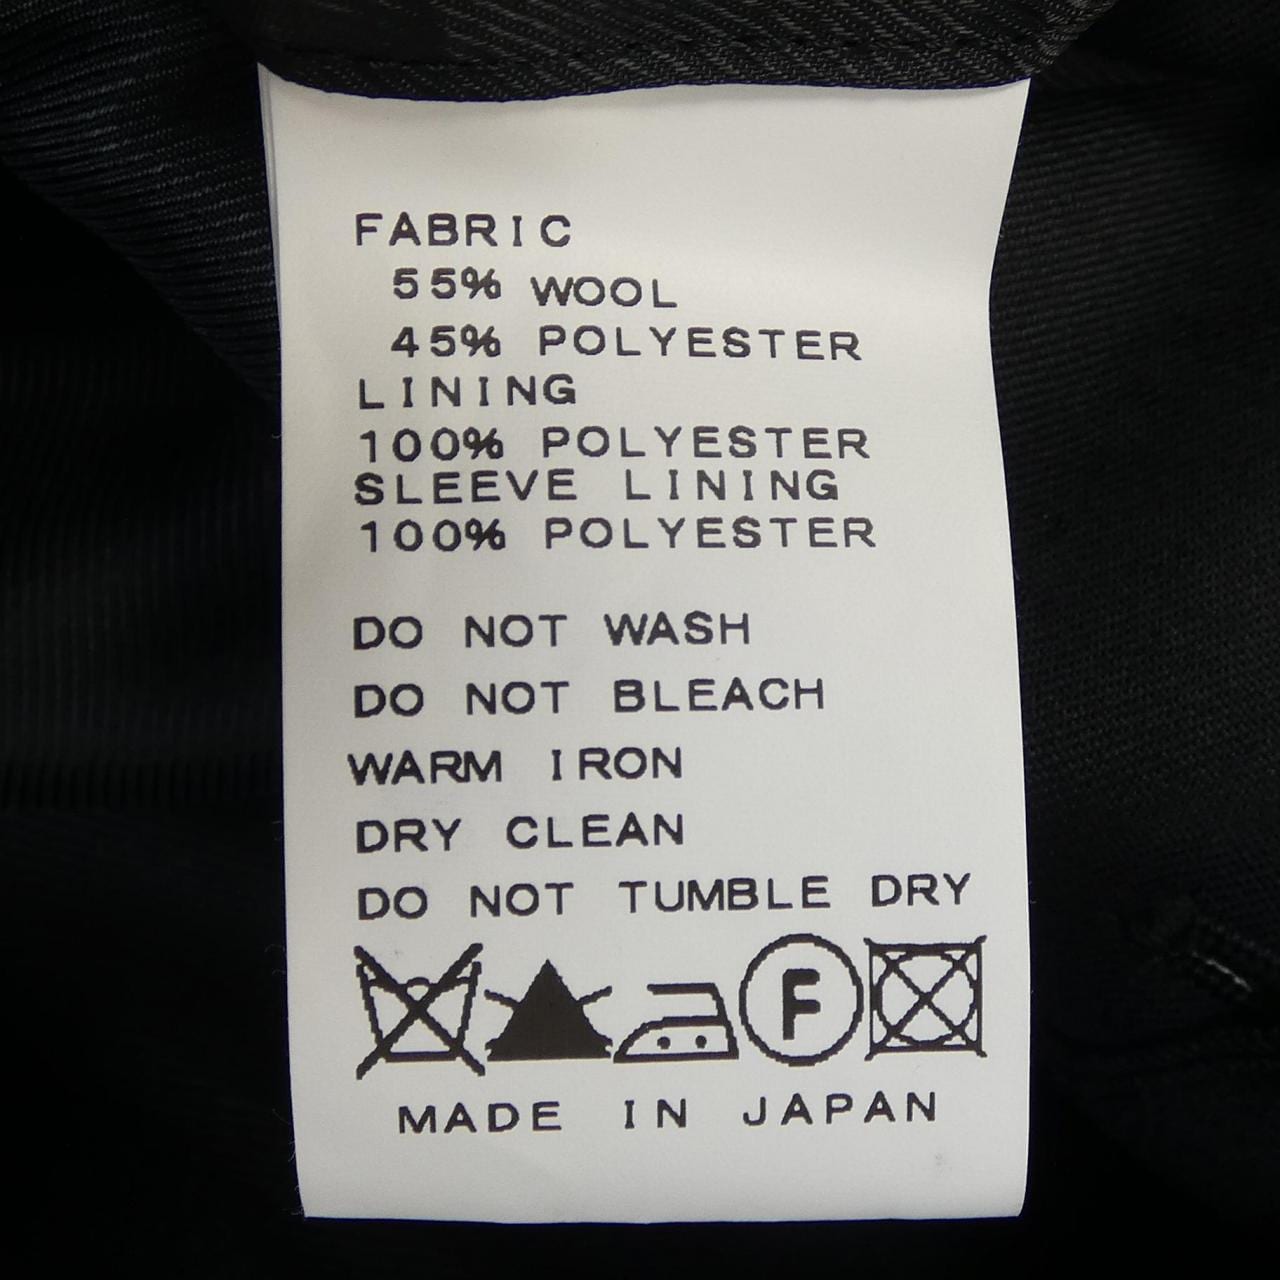 FABRIC
55% WOOL
45% POLYESTER
LINING
100% POLYESTER
SLEEVE LINING
100% POLYESTER
DO NOT WASH
DO NOT BLEACH
WARM IRON
DRY CLEAN
DO NOT TUMBLE DRY
F
MADE IN JAPAN